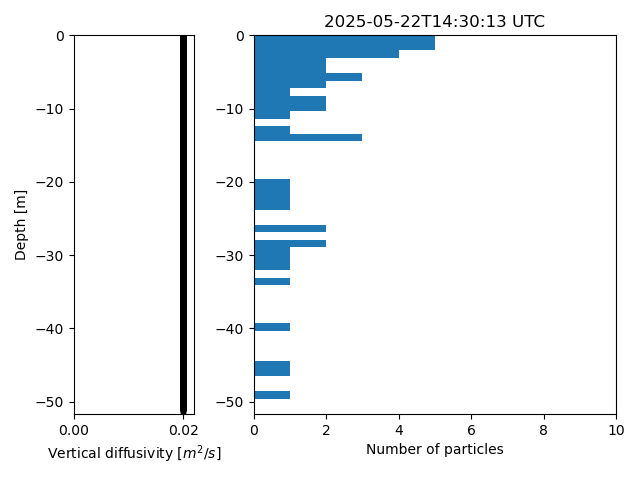 2025-05-22T14:30:13 UTC
0
−10
−20
−30
−40
−50
Depth [m]
0.00 0.02
Vertical diffusivity [m²/s]
0
−10
−20
−30
−40
−50
0 2 4 6 8 10
Number of particles